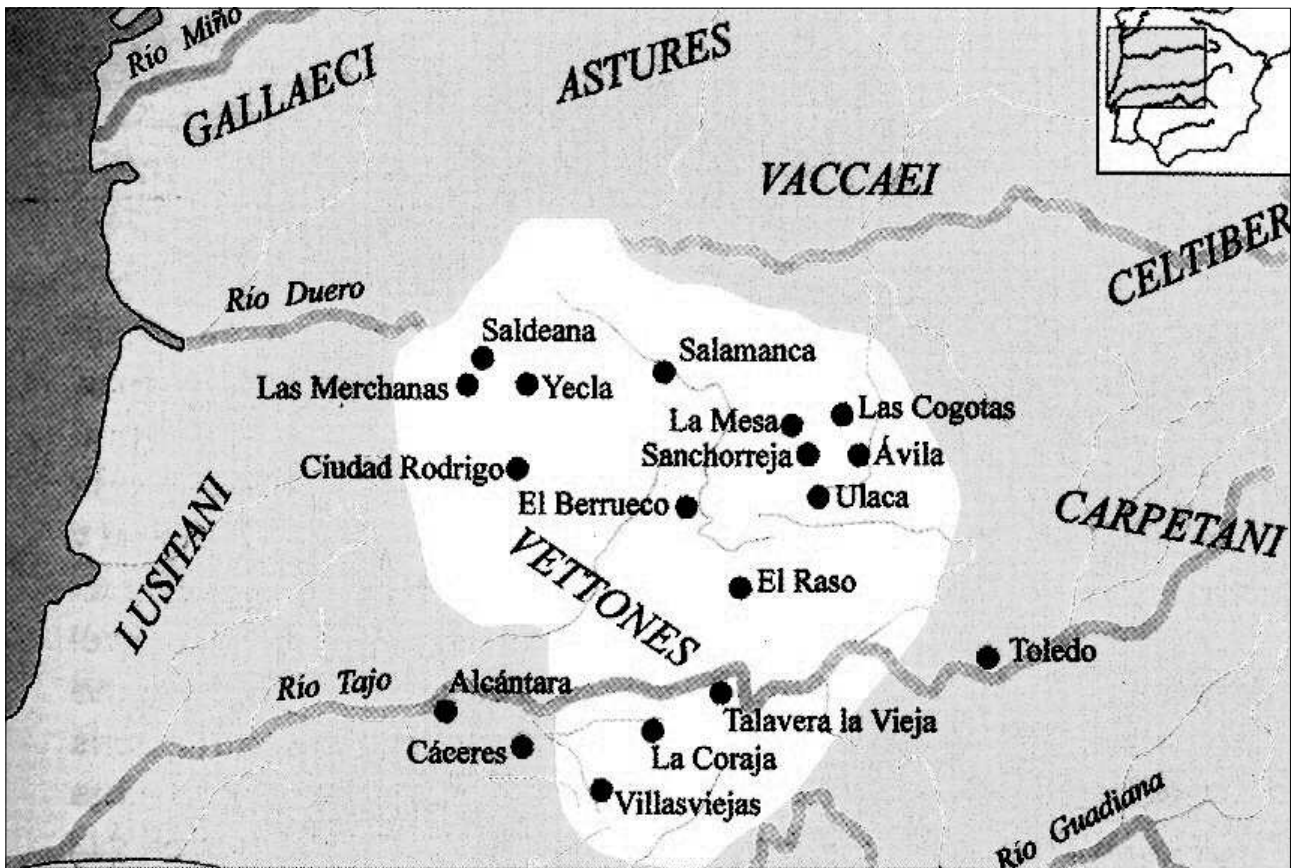 Río Miño
GALLAECI
ASTURES
VACCAEI
CELTIBER
Río Duero
Saldeana
Salamanca
Las Merchanas
Yecla
La Mesa
Las Cogotas
Sanchorreja
Ávila
Ciudad Rodrigo
El Berrueco
Ulaca
CARPETANI
LUSITANI
VETTONES
El Raso
Toledo
Río Tajo
Alcántara
Talavera la Vieja
Cáceres
La Coraja
Villasviejas
Río Guadiana